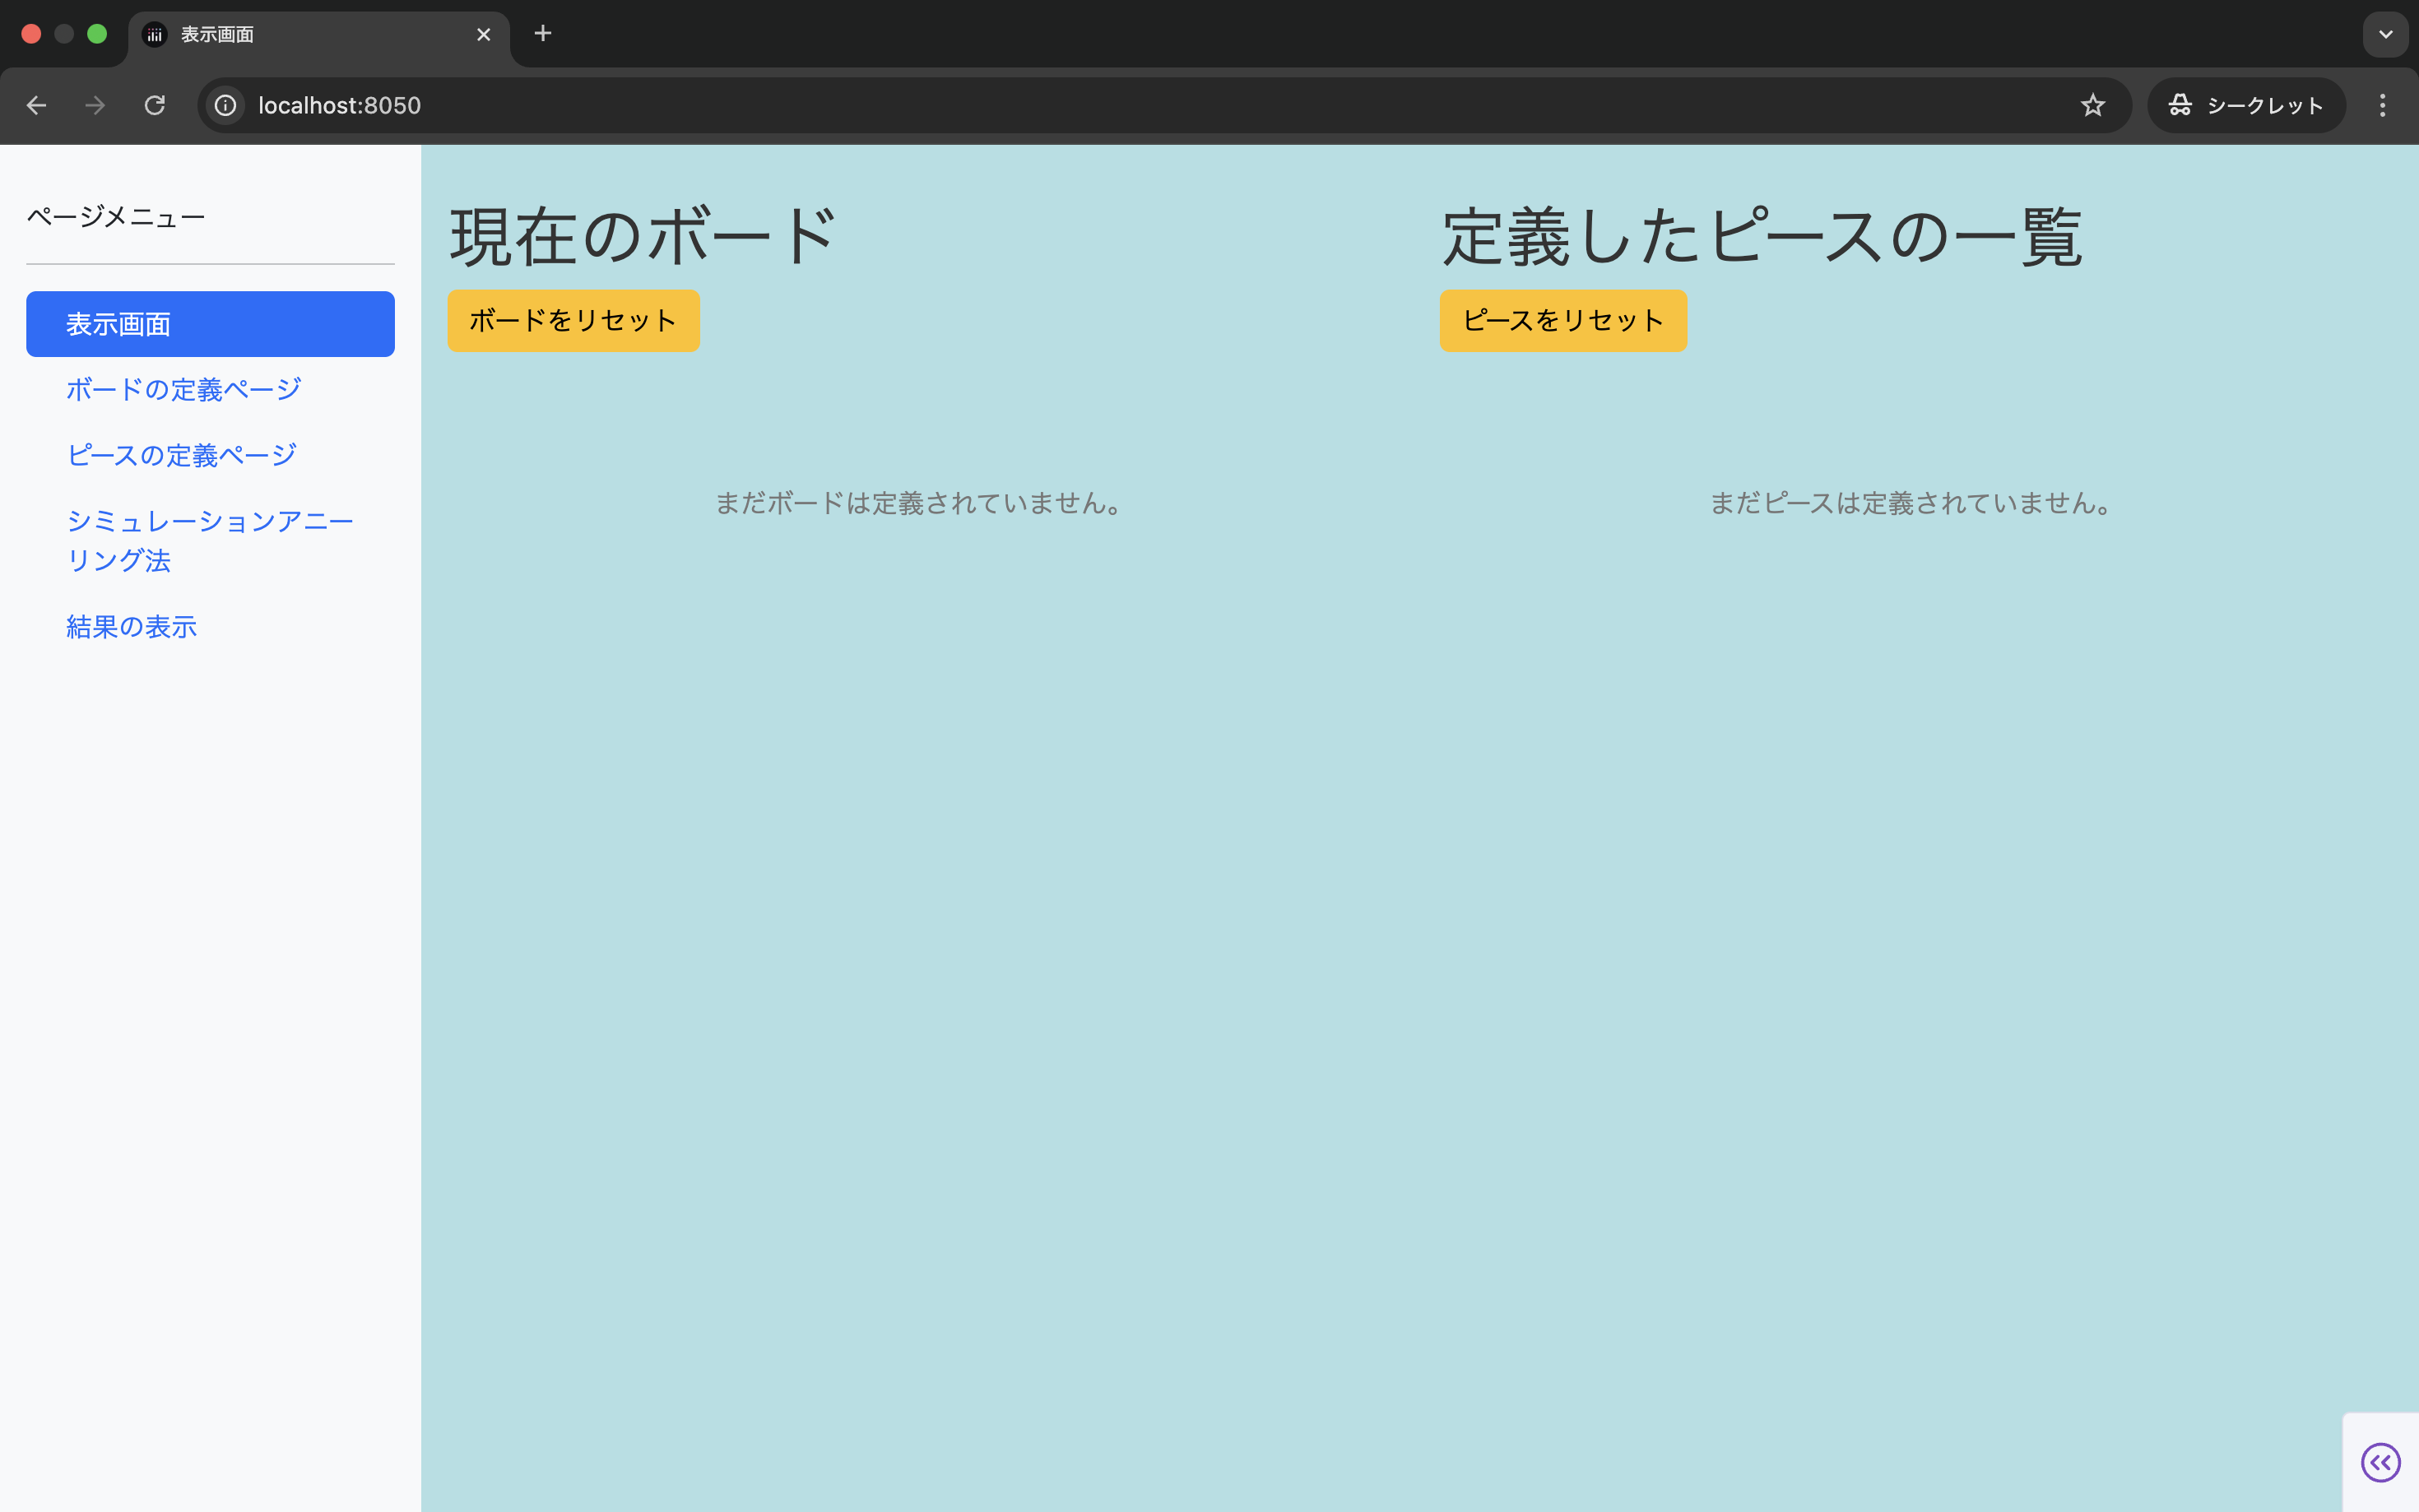 表示画面
localhost:8050
シークレット
ページメニュー
表示画面
ボードの定義ページ
ピースの定義ページ
シミュレーションアニー
リング法
結果の表示
現在のボード
ボードをリセット
まだボードは定義されていません。
定義したピースの一覧
ピースをリセット
まだピースは定義されていません。